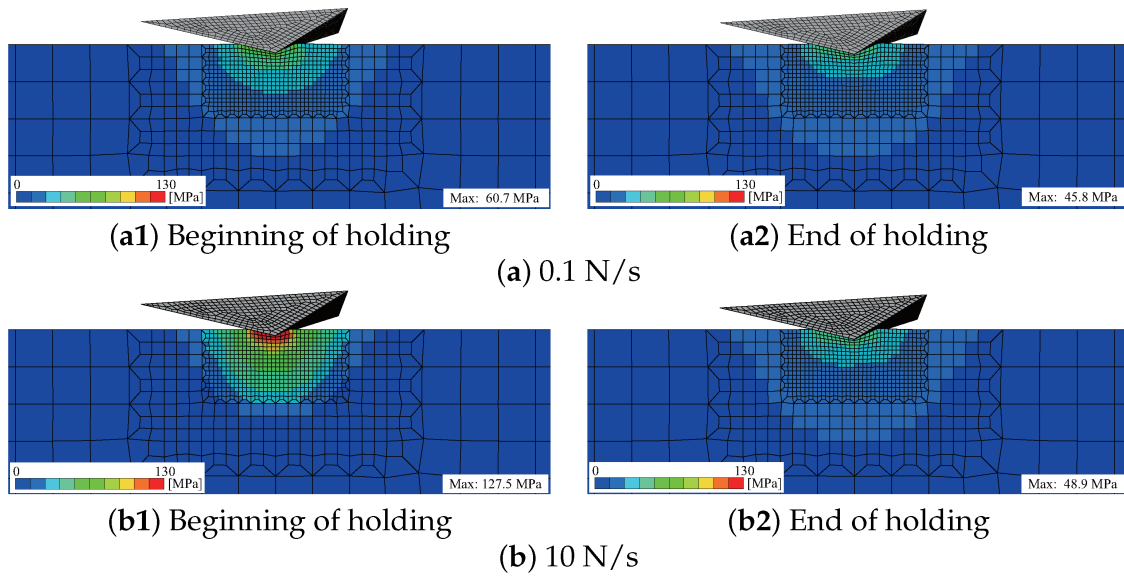 0 130
[MPa]
Max: 60.7 MPa
0 130
[MPa]
Max: 45.8 MPa
(a1) Beginning of holding
(a2) End of holding
(a) 0.1 N/s
0 130
[MPa]
Max: 127.5 MPa
0 130
[MPa]
Max: 48.9 MPa
(b1) Beginning of holding
(b2) End of holding
(b) 10 N/s